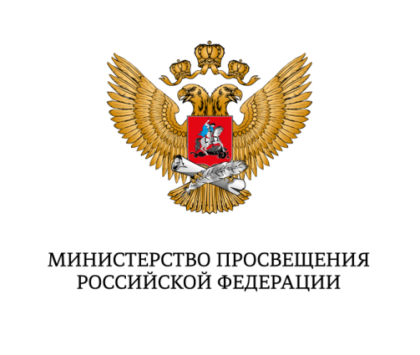 МИНИСТЕРСТВО ПРОСВЕЩЕНИЯ
РОССИЙСКОЙ ФЕДЕРАЦИИ